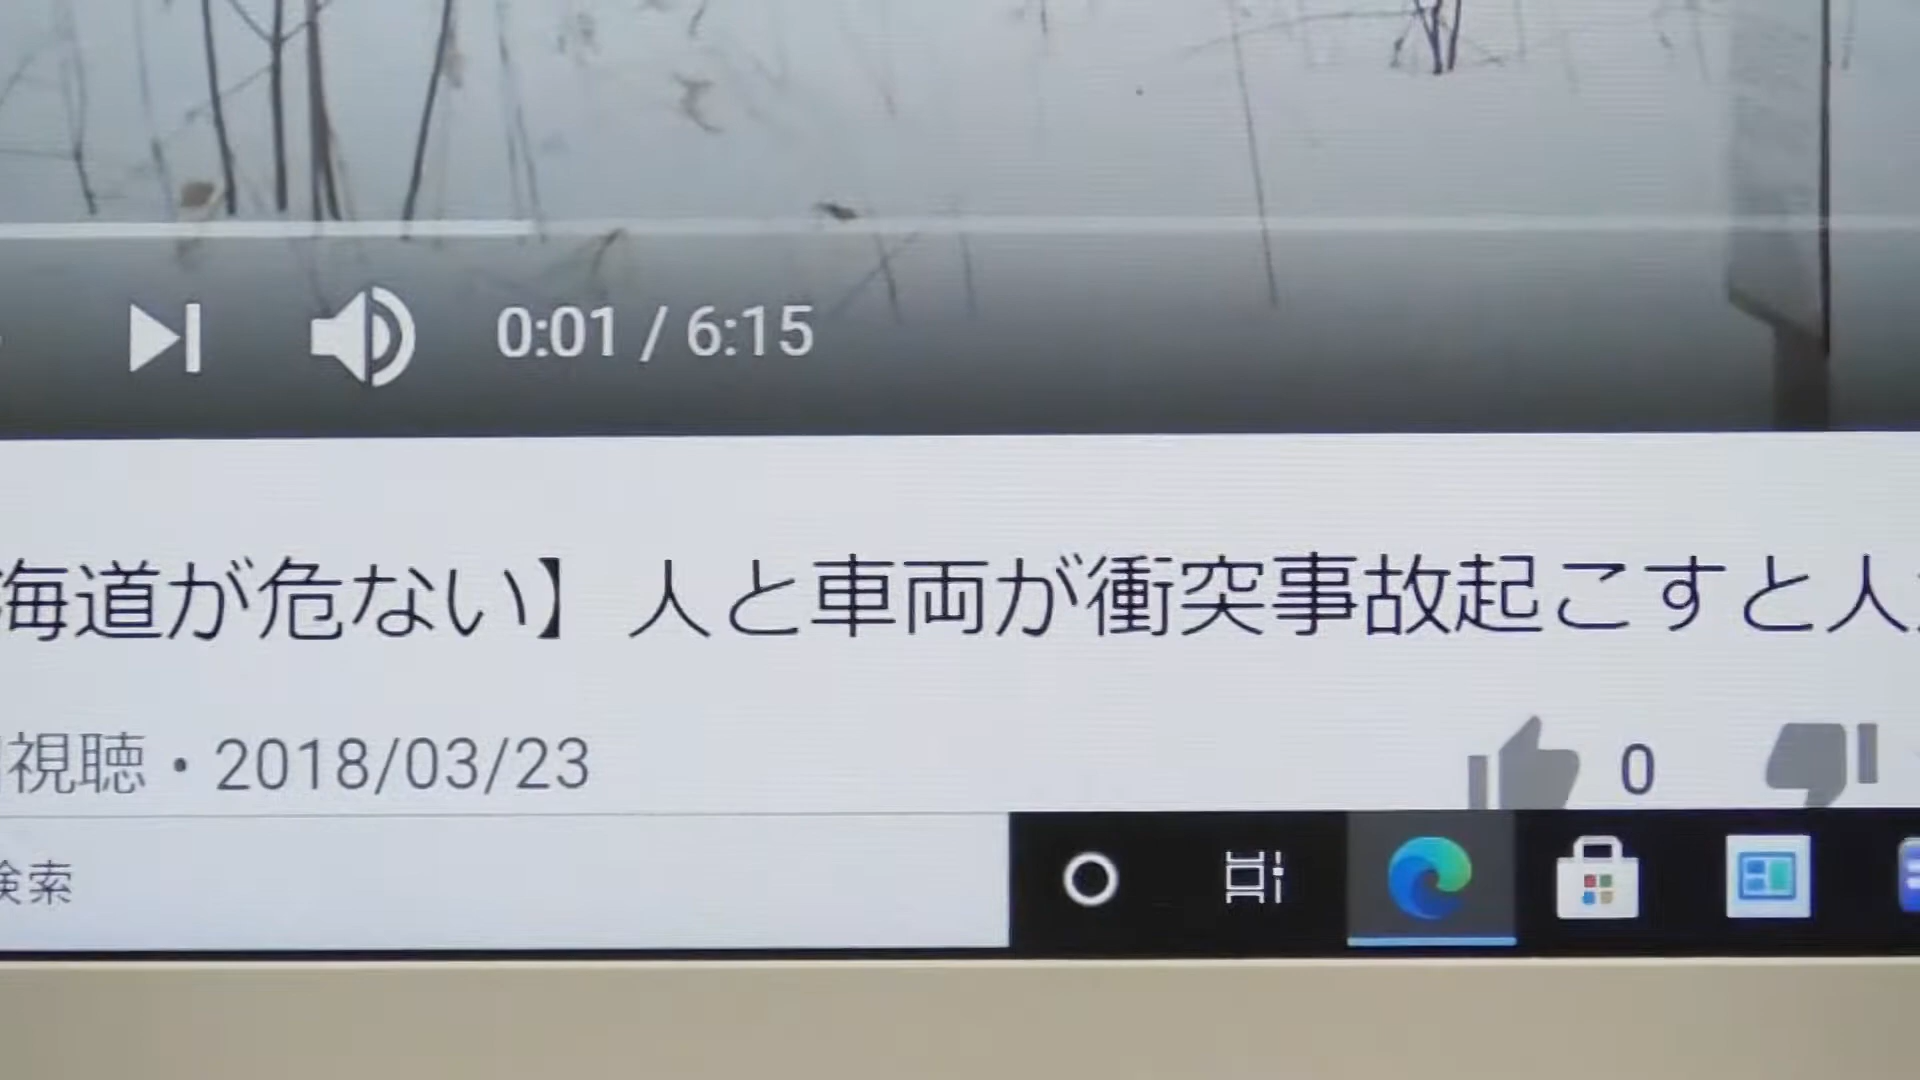 0:01 / 6:15
海道が危ない】人と車両が衝突事故起こすと人
視聴・2018/03/23
0
検索